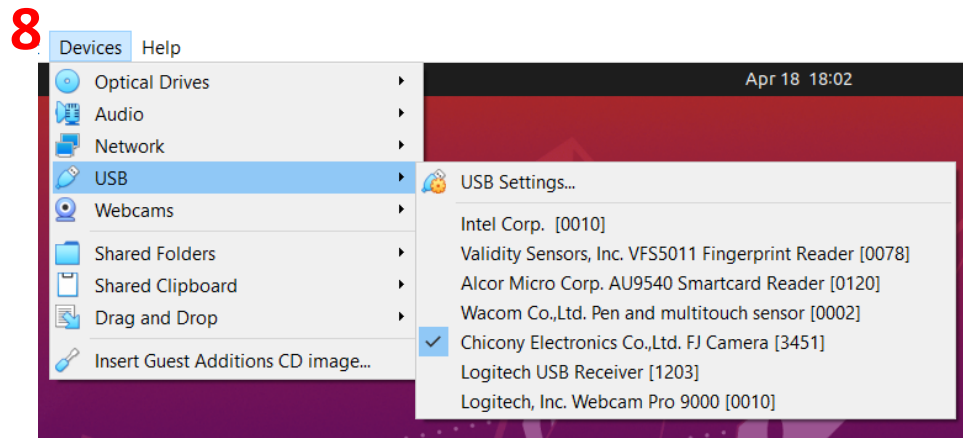 8
Devices Help
Apr 18 18:02
Optical Drives
Audio
Network
USB
Webcams
Shared Folders
Shared Clipboard
Drag and Drop
Insert Guest Additions CD image...
USB Settings...
Intel Corp. [0010]
Validity Sensors, Inc. VFS5011 Fingerprint Reader [0078]
Alcor Micro Corp. AU9540 Smartcard Reader [0120]
Wacom Co.,Ltd. Pen and multitouch sensor [0002]
Chicony Electronics Co.,Ltd. FJ Camera [3451]
Logitech USB Receiver [1203]
Logitech, Inc. Webcam Pro 9000 [0010]